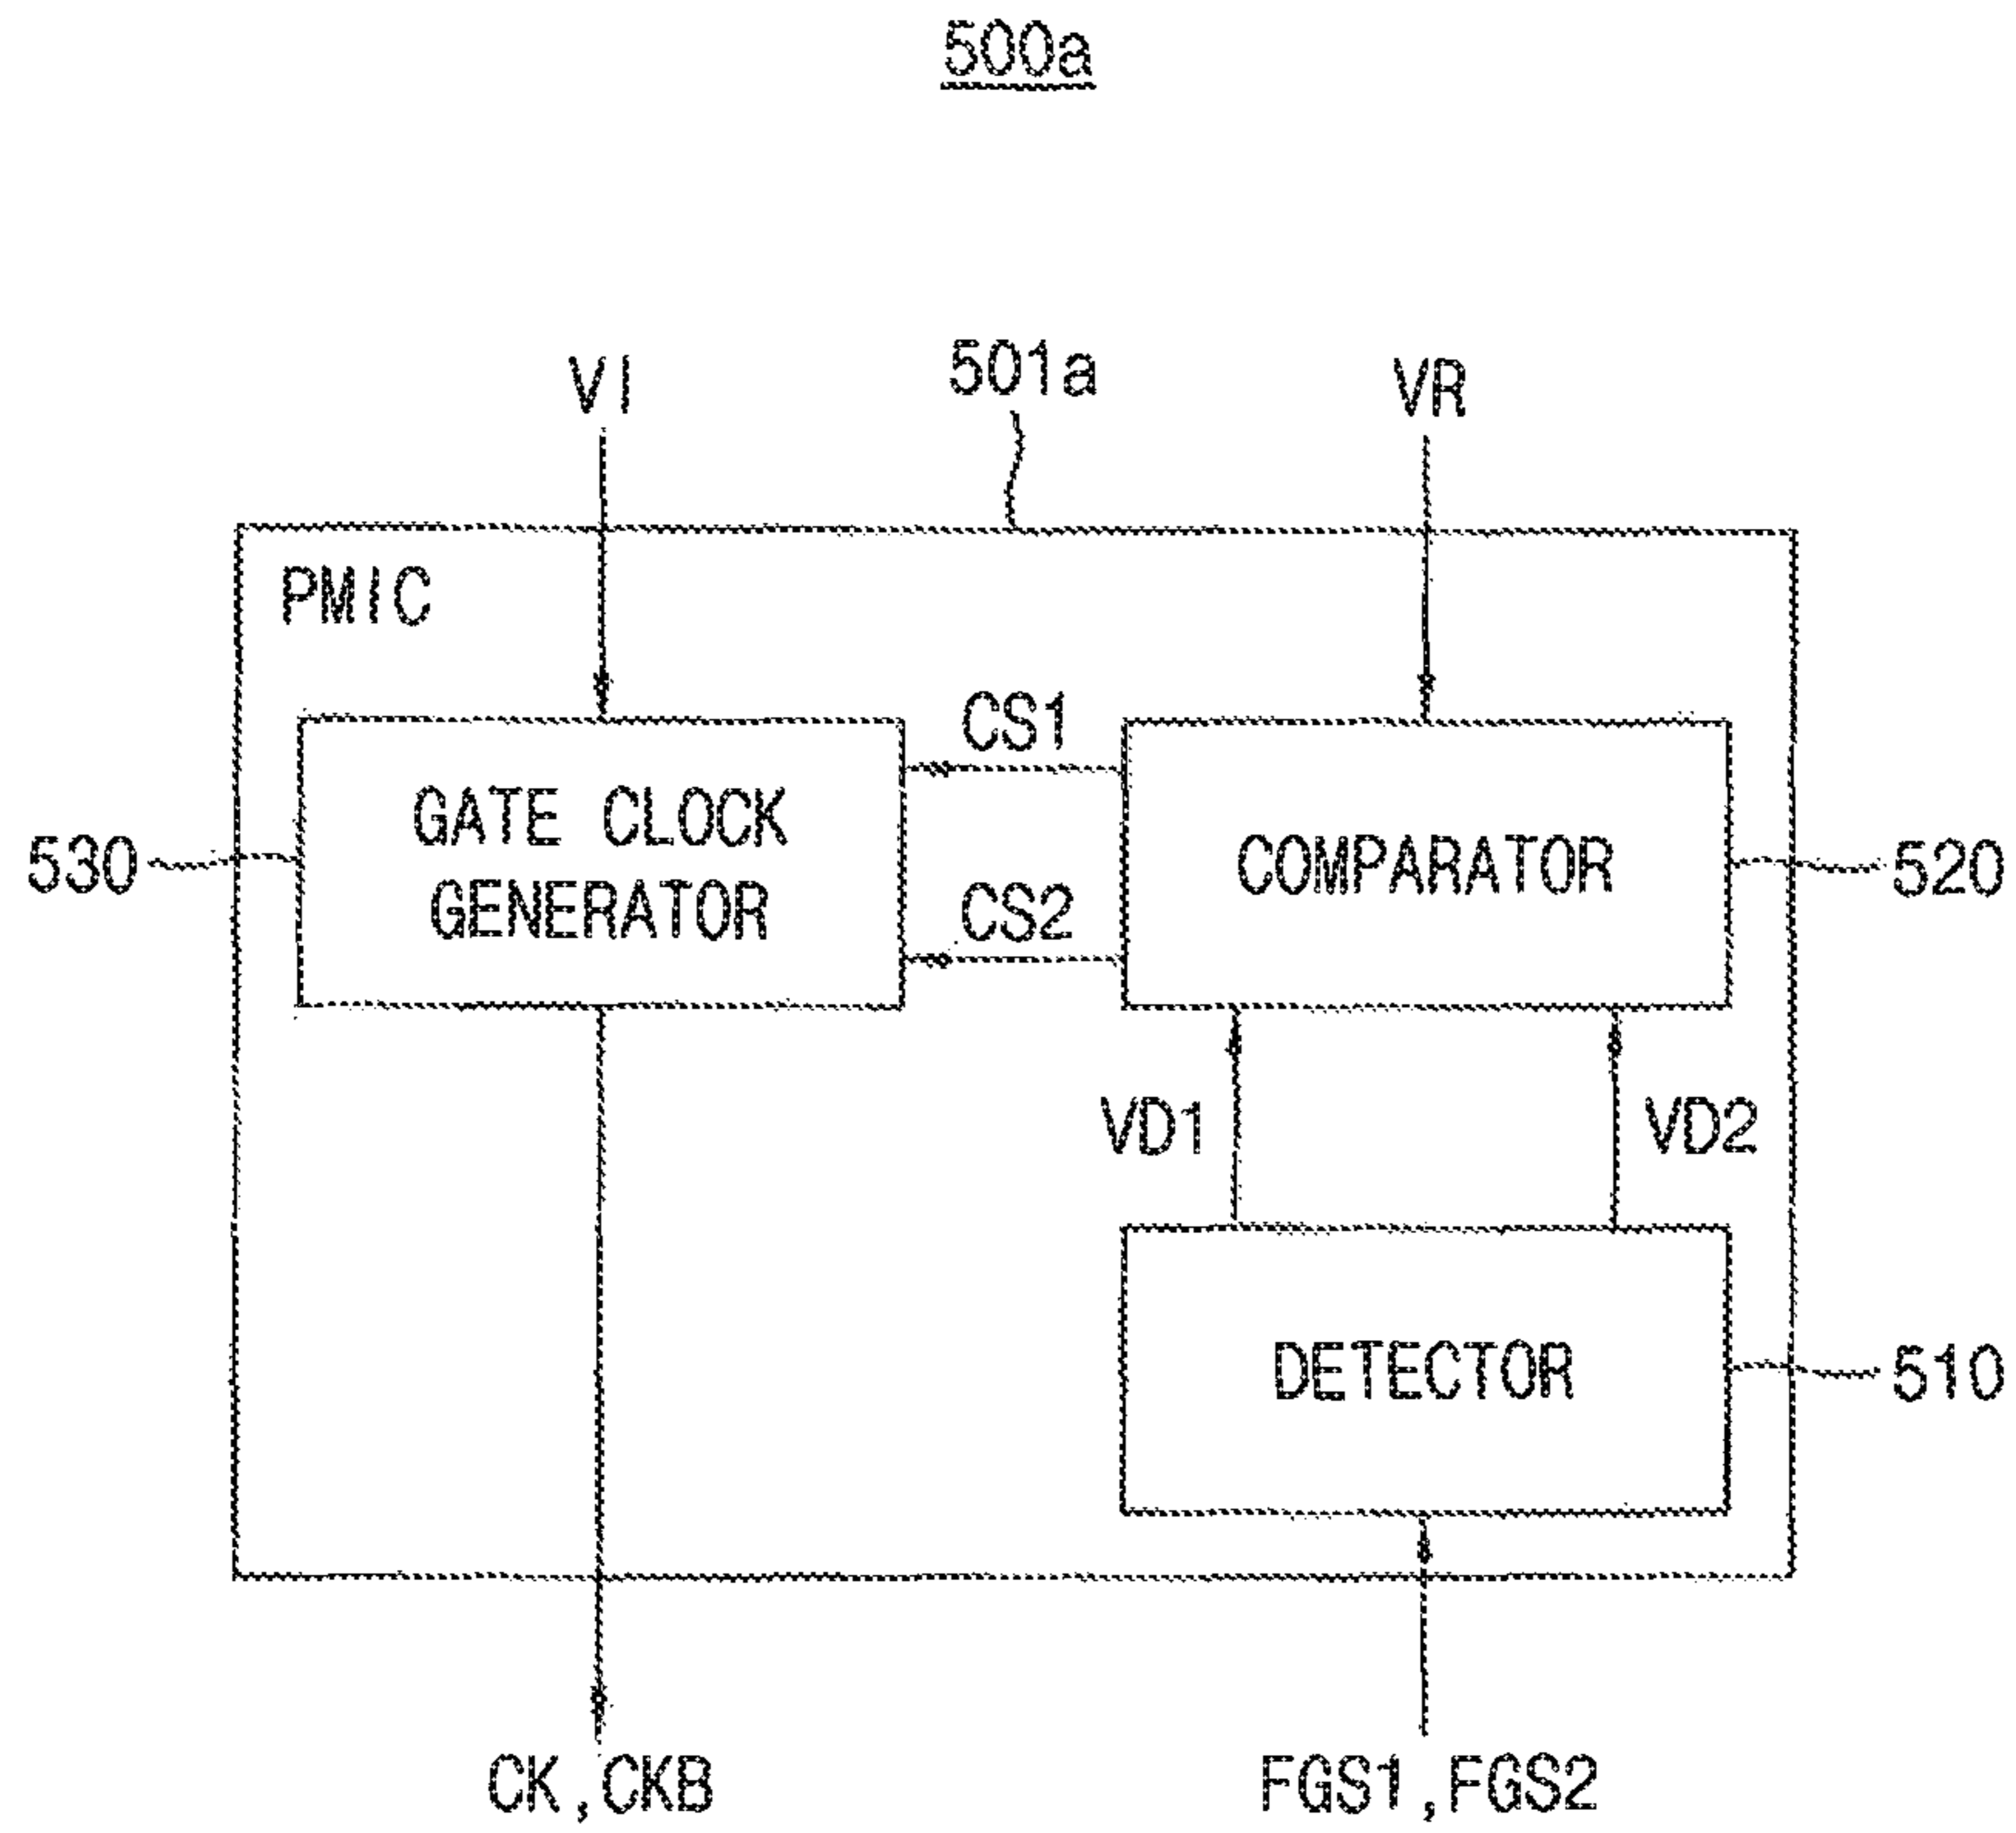 500a
VI
501a
VR
PMIC
CS1
GATE CLOCK
GENERATOR
COMPARATOR
530
520
CS2
VD1
VD2
DETECTOR
510
CK,CKB
FGS1,FGS2